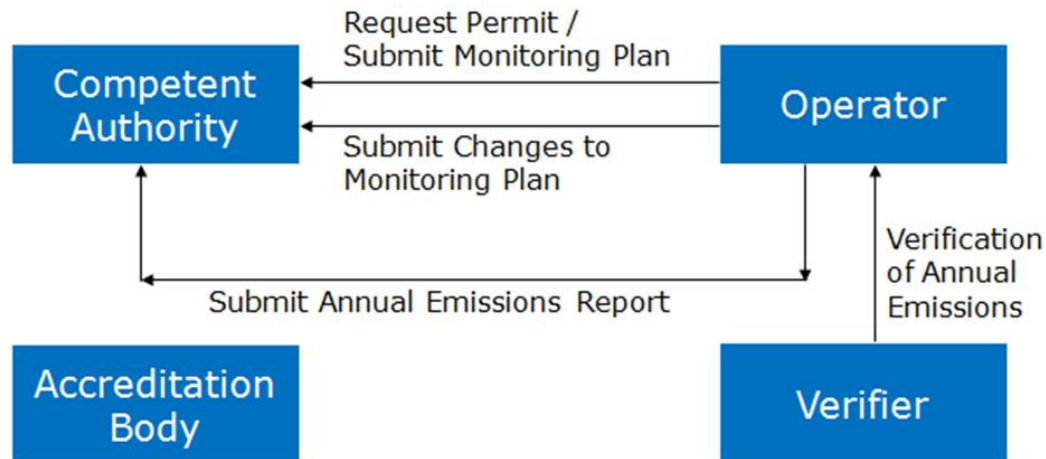 Request Permit /
Submit Monitoring Plan
Competent
Authority
Operator
Submit Changes to
Monitoring Plan
Verification
of Annual
Emissions
Submit Annual Emissions Report
Accreditation
Body
Verifier